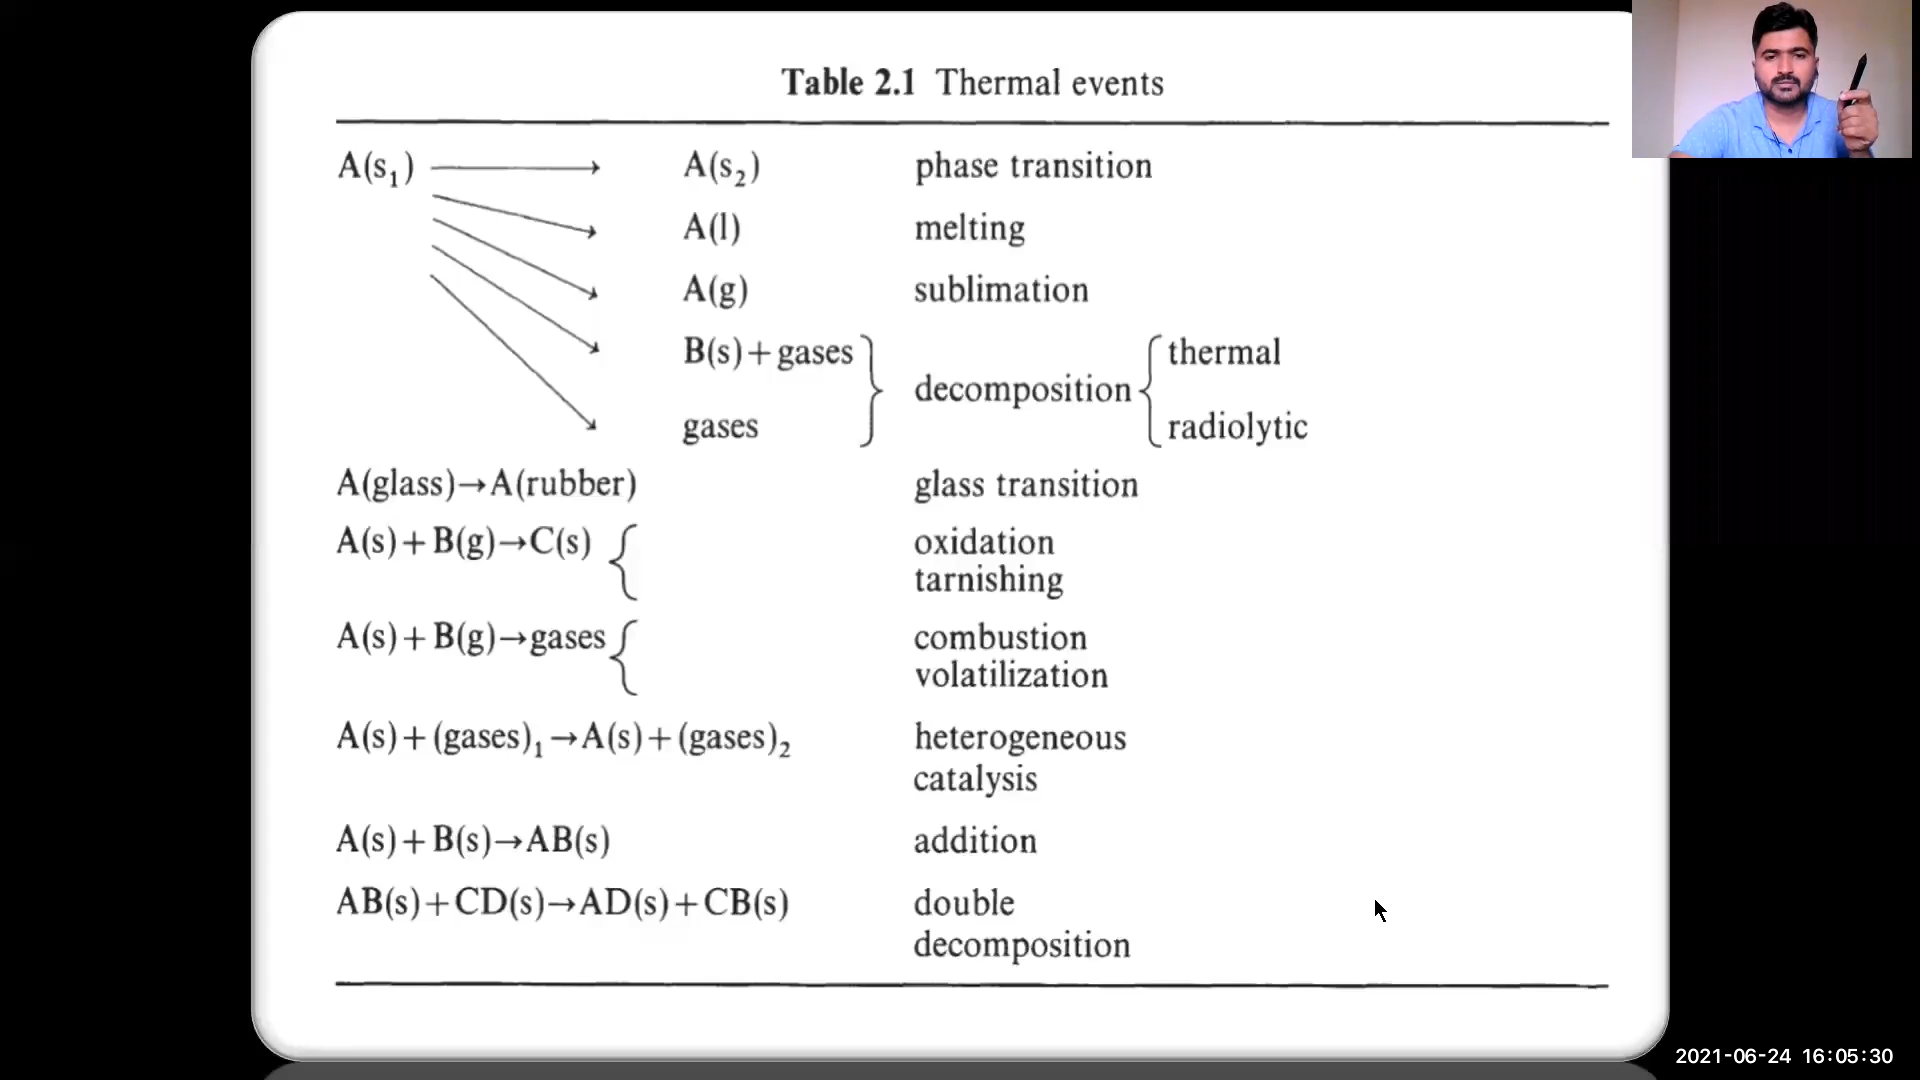 Table 2.1 Thermal events
A(s₁) → A(s₂) phase transition
A(l) melting
A(g) sublimation
B(s)+gases
decomposition
thermal
gases
radiolytic
A(glass)→A(rubber) glass transition
A(s)+B(g)→C(s) { oxidation
tarnishing
A(s)+B(g)→gases { combustion
volatilization
A(s)+(gases)₁→A(s)+(gases)₂ heterogeneous
catalysis
A(s)+B(s)→AB(s) addition
AB(s)+CD(s)→AD(s)+CB(s) double
decomposition
2021-06-24 16:05:30